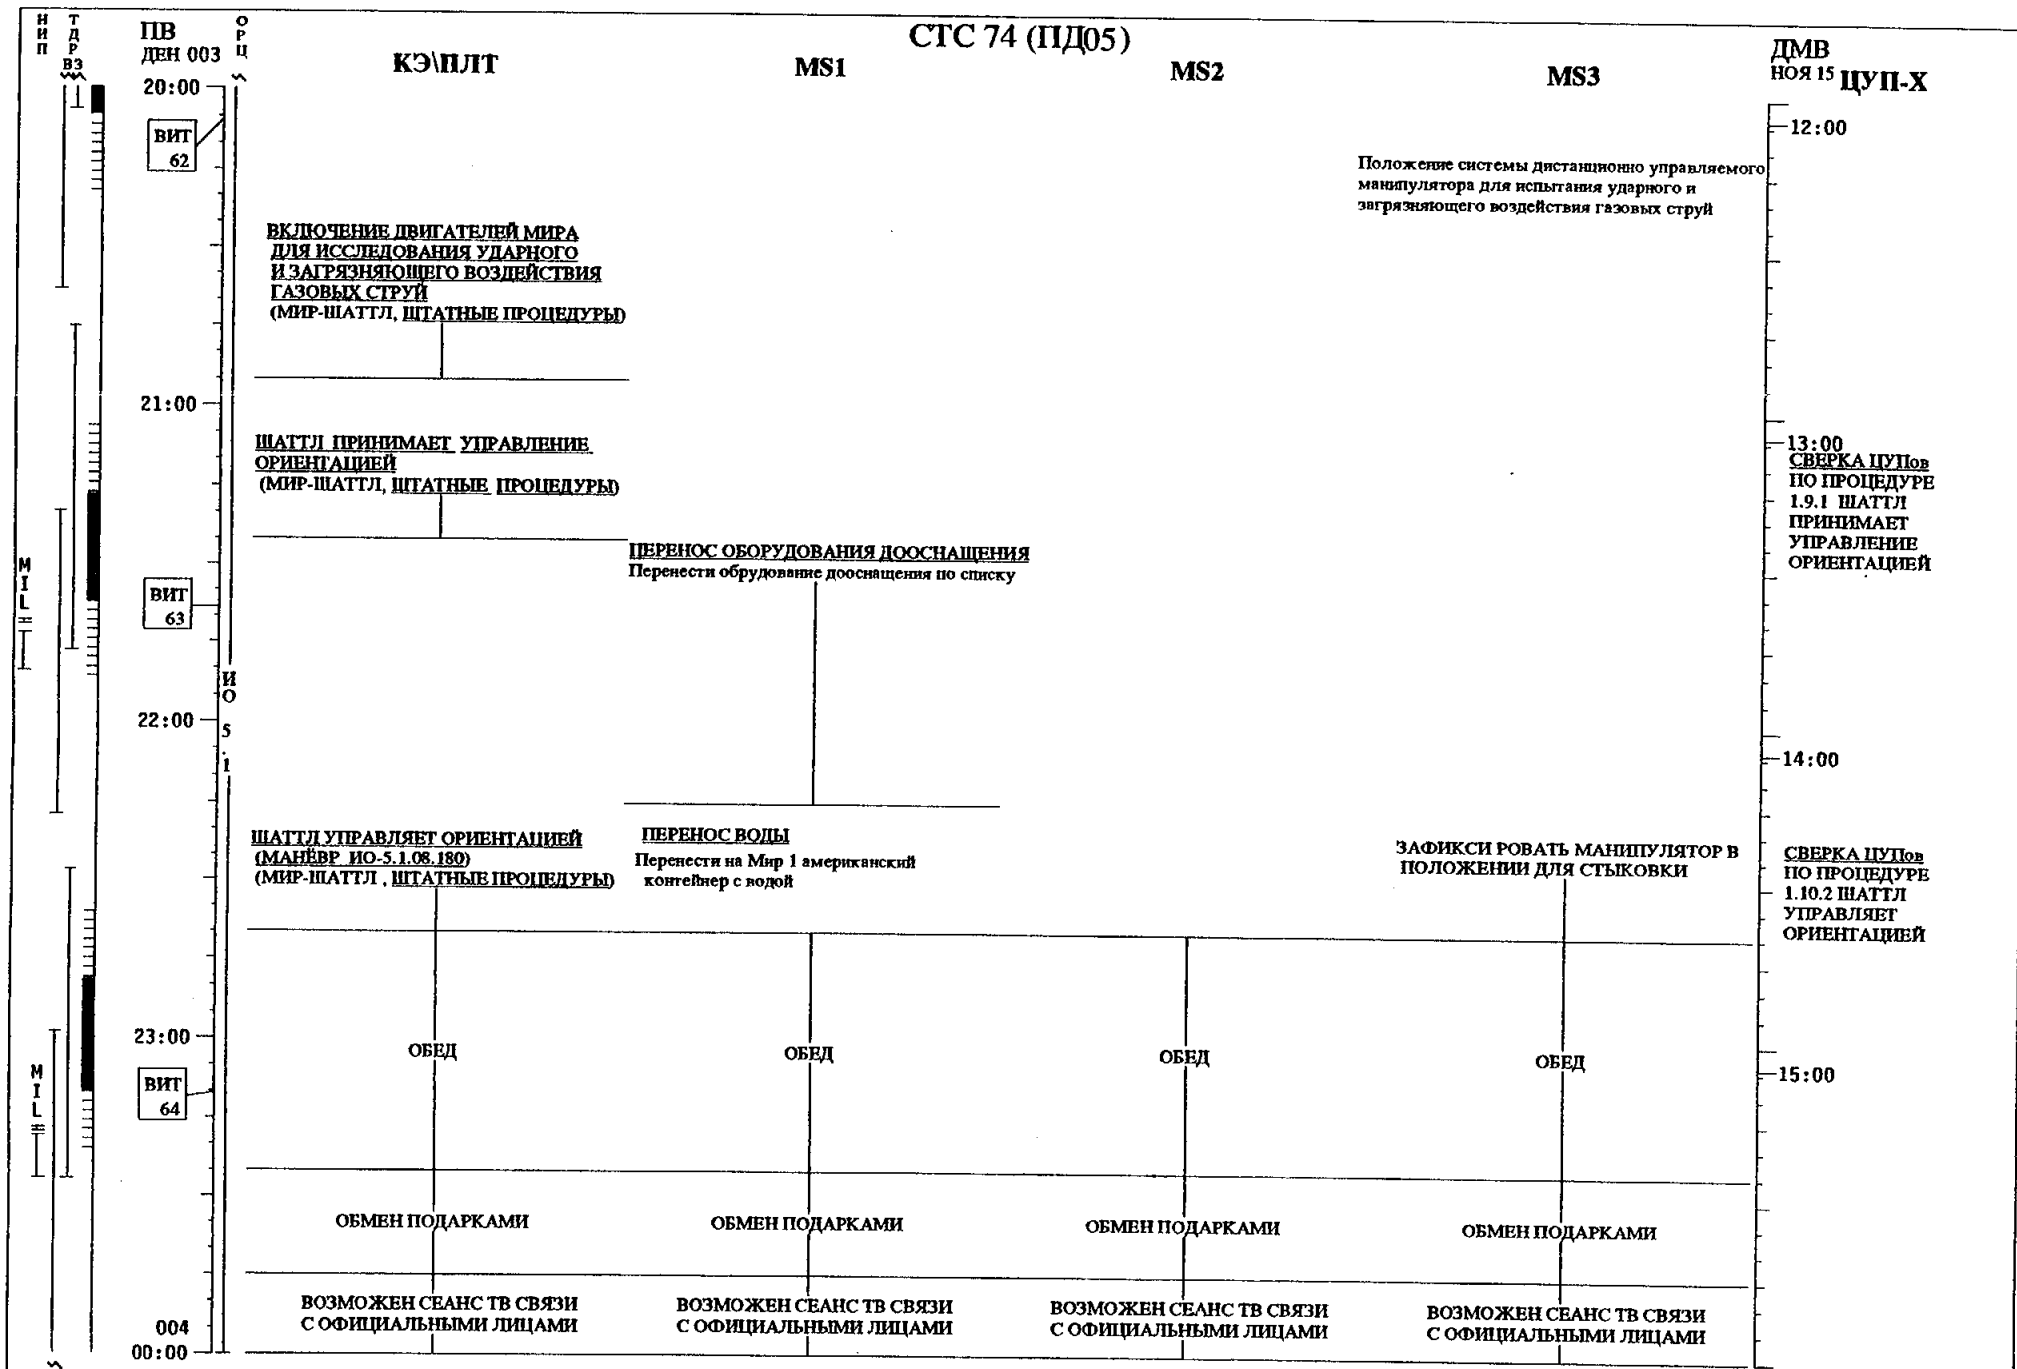 СТС 74 (ПД05)
НИП
ТДР
В З
ПВ
ДЕН 003
ОРЦ
КЭ\ПЛТ
MS1
MS2
MS3
ДМВ
НОЯ 15
ЦУП-Х
20:00
ВИТ
62
12:00
Положение системы дистанционно управляемого
манипулятора для испытания ударного и
загрязняющего воздействия газовых струй
ВКЛЮЧЕНИЕ ДВИГАТЕЛЕЙ МИРА
ДЛЯ ИССЛЕДОВАНИЯ УДАРНОГО
И ЗАГРЯЗНЯЮЩЕГО ВОЗДЕЙСТВИЯ
ГАЗОВЫХ СТРУЙ
(МИР-ШАТТЛ, ШТАТНЫЕ ПРОЦЕДУРЫ)
21:00
ШАТТЛ ПРИНИМАЕТ УПРАВЛЕНИЕ
ОРИЕНТАЦИЕЙ
(МИР-ШАТТЛ, ШТАТНЫЕ ПРОЦЕДУРЫ)
13:00
СВЕРКА ЦУПов
ПО ПРОЦЕДУРЕ
1.9.1 ШАТТЛ
ПРИНИМАЕТ
УПРАВЛЕНИЕ
ОРИЕНТАЦИЕЙ
ПЕРЕНОС ОБОРУДОВАНИЯ ДООСНАЩЕНИЯ
Перенести обрудование дооснащения по списку
MIL
ВИТ
63
ИО 5.1
22:00
14:00
ШАТТЛ УПРАВЛЯЕТ ОРИЕНТАЦИЕЙ
(МАНЁВР ИО-5.1.08.180)
(МИР-ШАТТЛ , ШТАТНЫЕ ПРОЦЕДУРЫ)
ПЕРЕНОС ВОДЫ
Перенести на Мир 1 американский
контейнер с водой
ЗАФИКСИ РОВАТЬ МАНИПУЛЯТОР В
ПОЛОЖЕНИИ ДЛЯ СТЫКОВКИ
СВЕРКА ЦУПов
ПО ПРОЦЕДУРЕ
1.10.2 ШАТТЛ
УПРАВЛЯЕТ
ОРИЕНТАЦИЕЙ
23:00
ОБЕД
ОБЕД
ОБЕД
ОБЕД
15:00
MIL
ВИТ
64
ОБМЕН ПОДАРКАМИ
ОБМЕН ПОДАРКАМИ
ОБМЕН ПОДАРКАМИ
ОБМЕН ПОДАРКАМИ
ВОЗМОЖЕН СЕАНС ТВ СВЯЗИ
С ОФИЦИАЛЬНЫМИ ЛИЦАМИ
ВОЗМОЖЕН СЕАНС ТВ СВЯЗИ
С ОФИЦИАЛЬНЫМИ ЛИЦАМИ
ВОЗМОЖЕН СЕАНС ТВ СВЯЗИ
С ОФИЦИАЛЬНЫМИ ЛИЦАМИ
ВОЗМОЖЕН СЕАНС ТВ СВЯЗИ
С ОФИЦИАЛЬНЫМИ ЛИЦАМИ
004
00:00